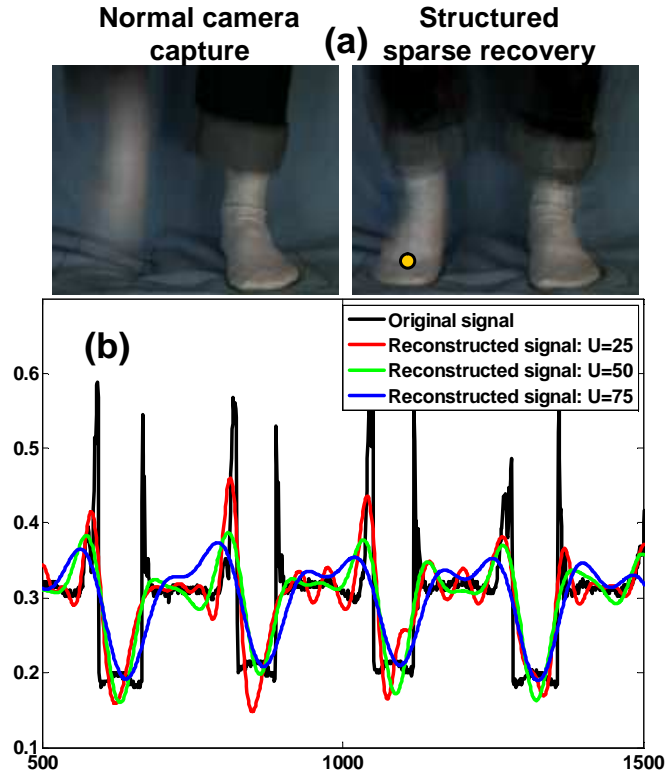 Normal camera
capture
(a)
Structured
sparse recovery
(b)
Original signal
Reconstructed signal: U=25
Reconstructed signal: U=50
Reconstructed signal: U=75
0.6
0.5
0.4
0.3
0.2
0.1
500
1000
1500